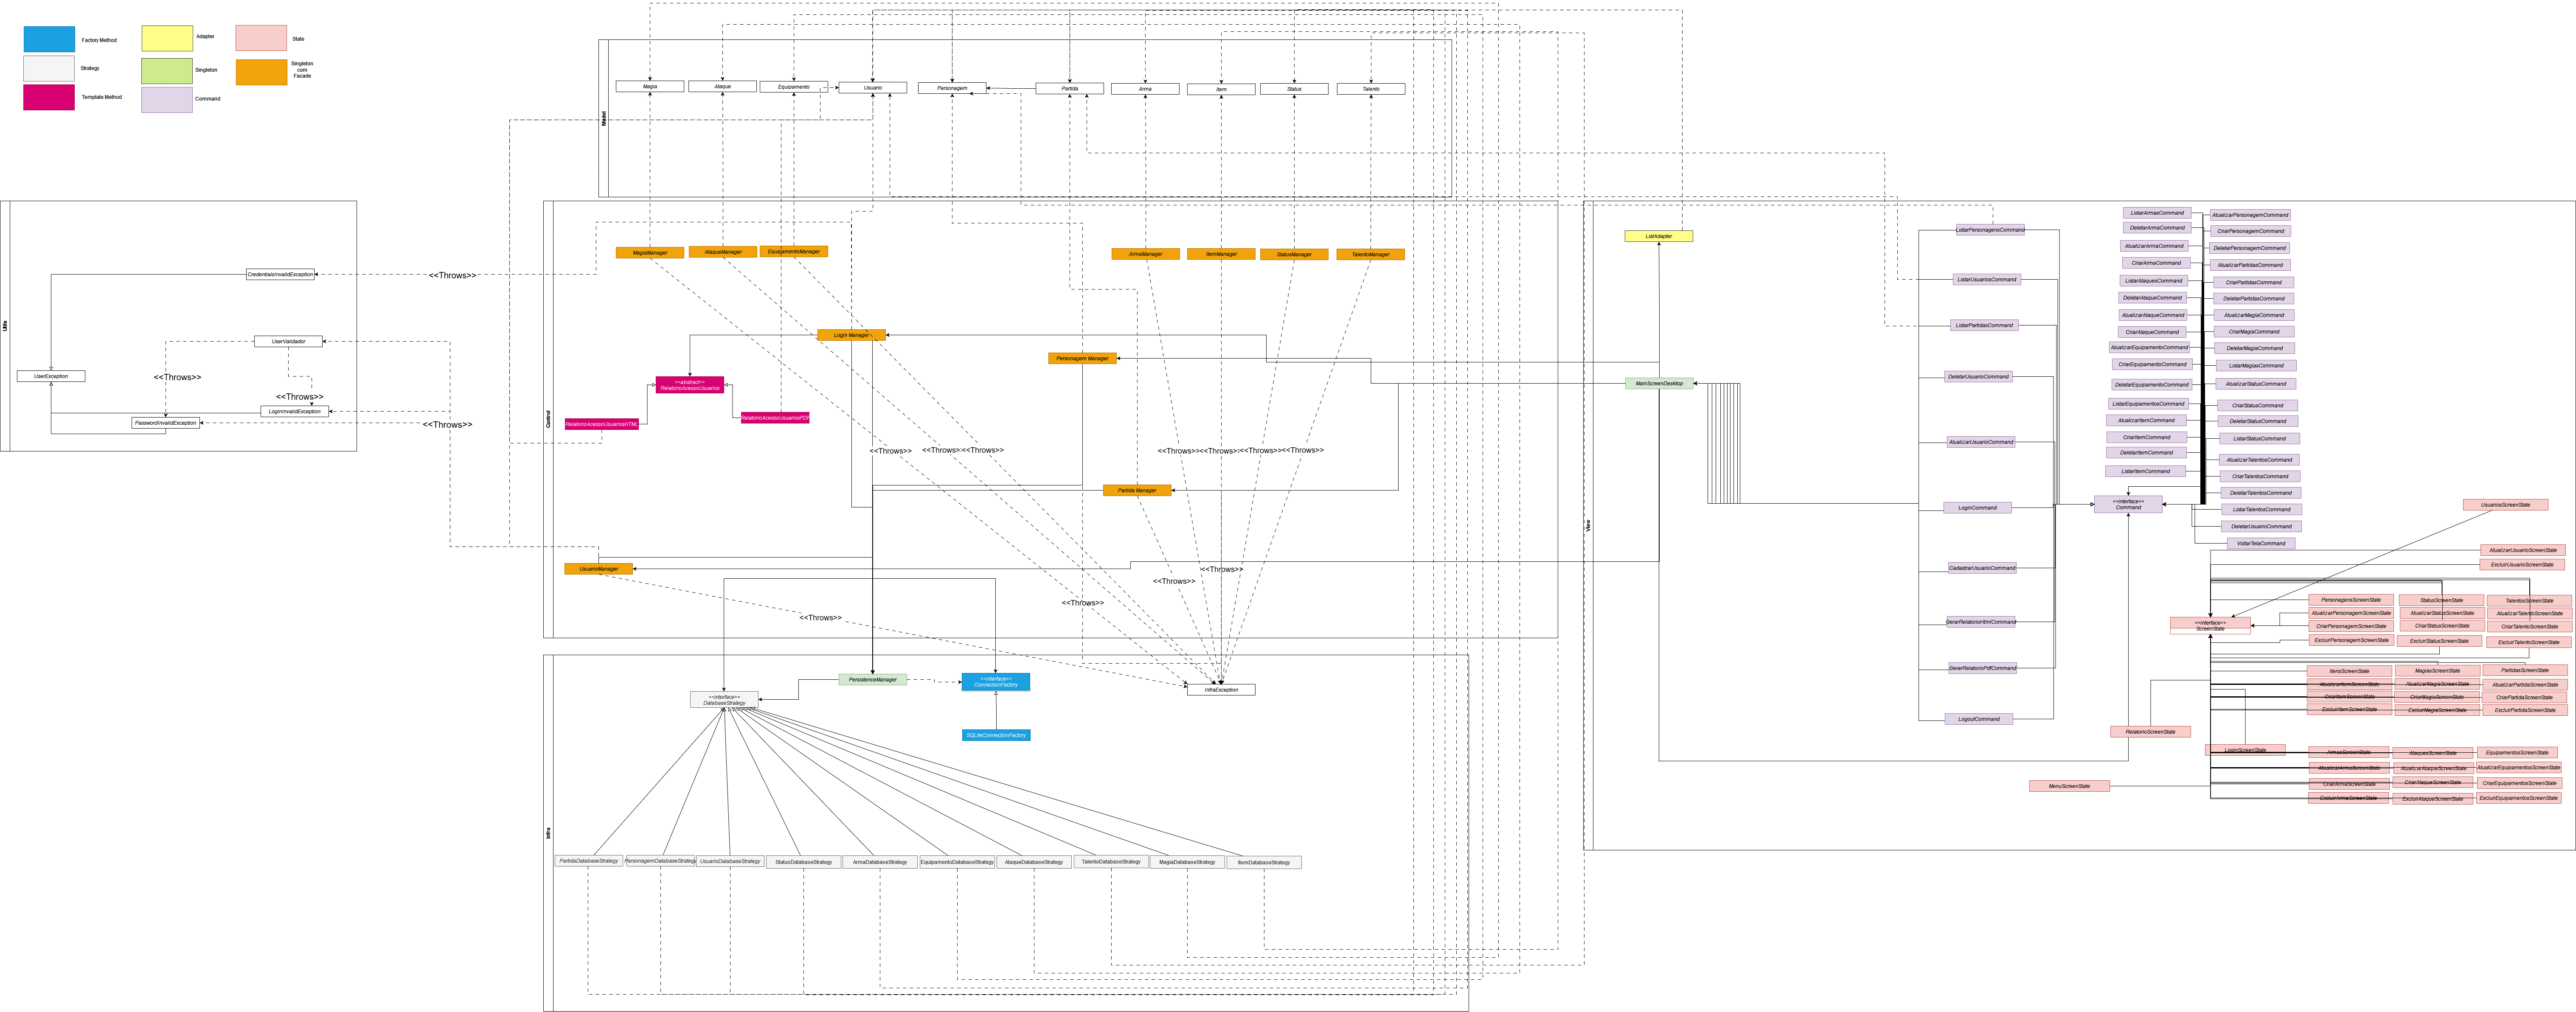 Factory Method
Adapter
State
Strategy
Singleton
Singleton
com
Facade
Template Method
Command
Model
Magia
Ataque
Equipamento
Usuario
Personagem
Partida
Arma
Item
Status
Talento
Utils
CredentialsInvalidException
<<Throws>>
UserValidador
UserException
<<Throws>>
<<Throws>>
LoginInvalidException
PasswordInvalidException
<<Throws>>
Control
MagiaManager
AtaqueManager
EquipamentoManager
ArmaManager
ItemManager
StatusManager
TalentoManager
Login Manager
Personagem Manager
<<abstract>>
RelatorioAcessoUsuarios
RelatorioAcessoUsuariosHTNL
RelatorioAcessoUsuariosPDF
<<Throws>>
<<Throws>>
<<Throws>>
<<Throws>>
<<Throws>>
<<Throws>>
<<Throws>>
Partida Manager
UsuarioManager
<<Throws>>
<<Throws>>
<<Throws>>
<<Throws>>
Infra
PersistenceManager
<<interface>>
ConnectionFactory
InfraException
<<interface>>
DatabaseStrategy
SQLiteConnectionFactory
PartidaDatabaseStrategy
PersonagemDatabaseStrategy
UsuarioDatabaseStrategy
StatusDatabaseStrategy
ArmaDatabaseStrategy
EquipamentoDatabaseStrategy
AtaqueDatabaseStrategy
TalentoDatabaseStrategy
MagiaDatabaseStrategy
ItemDatabaseStrategy
View
ListAdapter
MainScreenDesktop
ListarPersonagensCommand
ListarUsuariosCommand
ListarPartidasCommand
DeletarUsuarioCommand
AtualizarUsuarioCommand
LoginCommand
CadastrarUsuarioCommand
GerarRelatorioHtmlCommand
GerarRelatorioPdfCommand
LogoutCommand
ListarArmasCommand
DeletarArmaCommand
AtualizarArmaCommand
CriarArmaCommand
ListarAtaquesCommand
DeletarAtaqueCommand
AtualizarAtaqueCommand
CriarAtaqueCommand
AtualizarEquipamentoCommand
CriarEquipamentoCommand
DeletarEquipamentoCommand
ListarEquipamentosCommand
AtualizarItemCommand
CriarItemCommand
DeletarItemCommand
ListarItemCommand
<<interface>>
Command
AtualizarPersonagemCommand
CriarPersonagemCommand
DeletarPersonagemCommand
AtualizarPartidasCommand
CriarPartidasCommand
DeletarPartidasCommand
AtualizarMagiaCommand
CriarMagiaCommand
DeletarMagiaCommand
ListarMagiasCommand
AtualizarStatusCommand
CriarStatusCommand
DeletarStatusCommand
ListarStatusCommand
AtualizarTalentosCommand
CriarTalentosCommand
DeletarTalentosCommand
ListarTalentosCommand
DeletarUsuarioCommand
VoltarTelaCommand
UsuariosScreenState
AtualizarUsuarioScreenState
ExcluirUsuarioScreenState
PersonagensScreenState
StatusScreenState
TalentosScreenState
AtualizarPersonagemScreenState
AtualizarStatusScreenState
AtualizarTalentoScreenState
<<interface>>
ScreenState
CriarPersonagemScreenState
CriarStatusScreenState
CriarTalentoScreenState
ExcluirPersonagemScreenState
ExcluirStatusScreenState
ExcluirTalentoScreenState
ItensScreenState
MagiasScreenState
PartidasScreenState
AtualizarItemScreenState
AtualizarMagiaScreenState
AtualizarPartidaScreenState
CriarItemScreenState
CriarMagiaScreenState
CriarPartidaScreenState
ExcluirItemScreenState
ExcluirMagiaScreenState
ExcluirPartidaScreenState
RelatorioScreenState
LoginScreenState
ArmasScreenState
AtaquesScreenState
EquipamentosScreenState
AtualizarArmaScreenState
AtualizarAtaqueScreenState
AtualizarEquipamentosScreenState
MenuScreenState
CriarArmaScreenState
CriarAtaqueScreenState
CriarEquipamentosScreenState
ExcluirArmaScreenState
ExcluirAtaqueScreenState
ExcluirEquipamentosScreenState